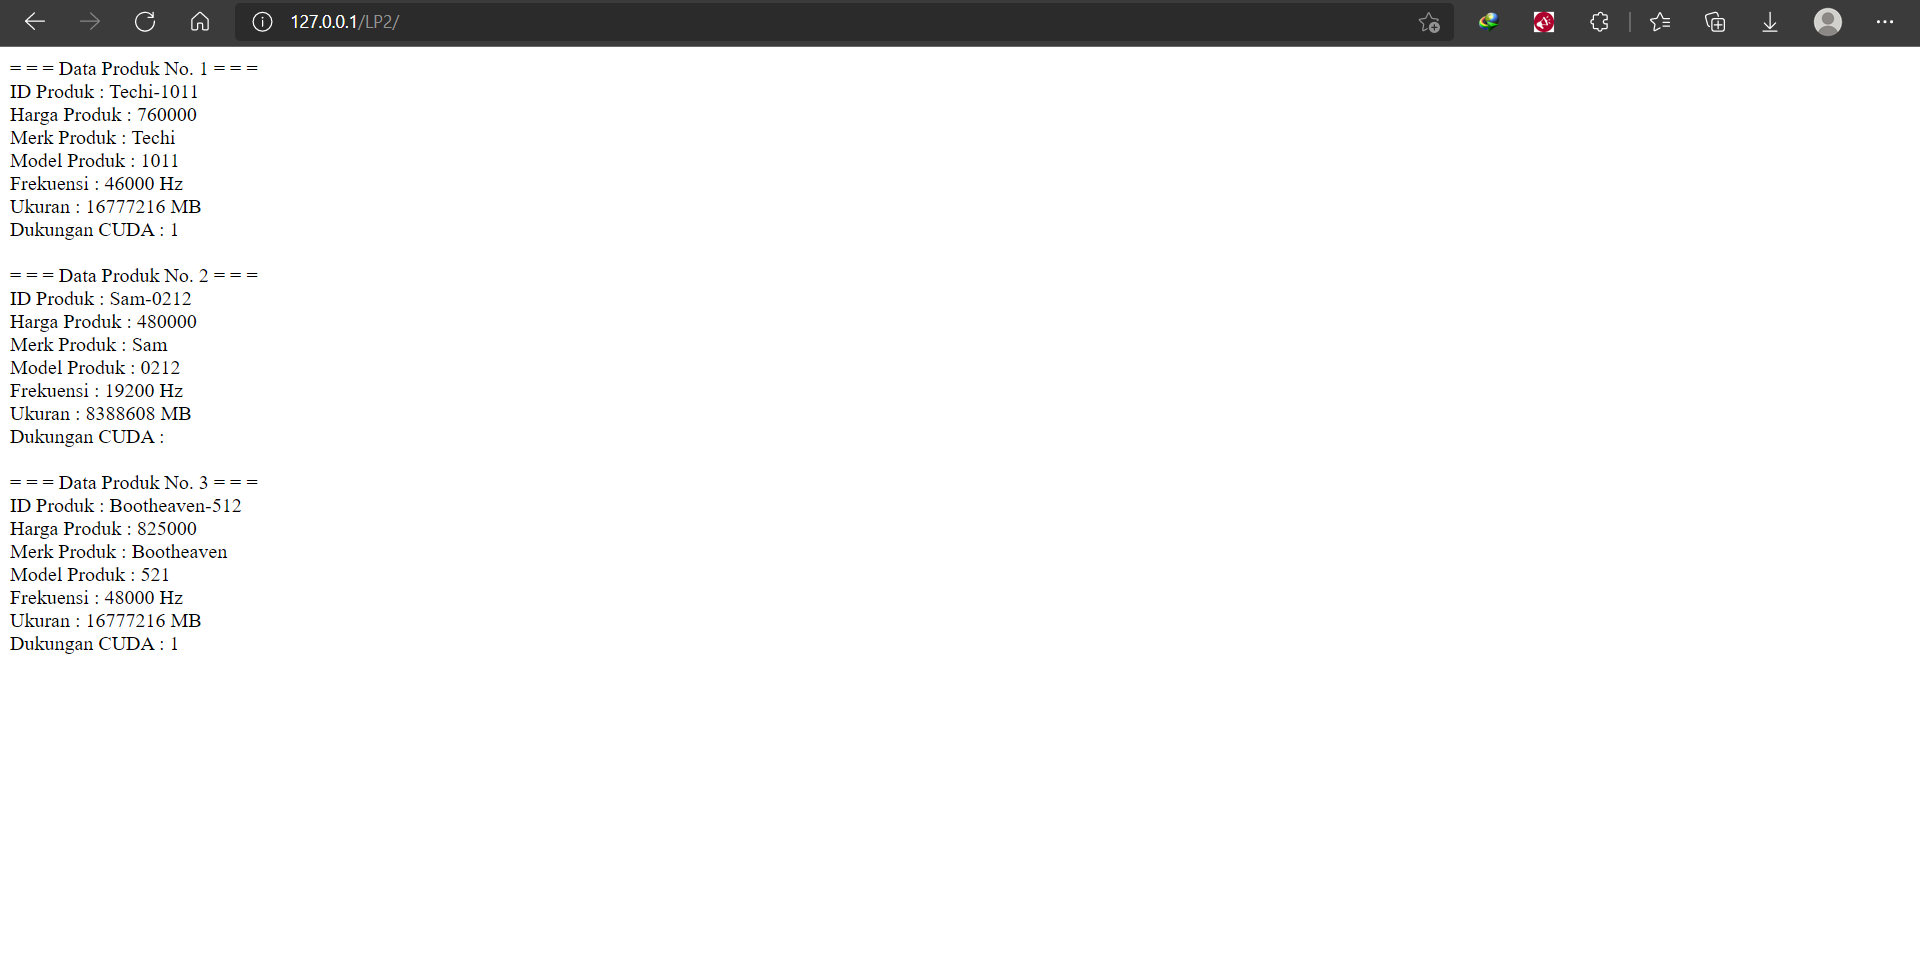 127.0.0.1/LP2/
= = = Data Produk No. 1 = = =
ID Produk : Techi-1011
Harga Produk : 760000
Merk Produk : Techi
Model Produk : 1011
Frekuensi : 46000 Hz
Ukuran : 16777216 MB
Dukungan CUDA : 1
= = = Data Produk No. 2 = = =
ID Produk : Sam-0212
Harga Produk : 480000
Merk Produk : Sam
Model Produk : 0212
Frekuensi : 19200 Hz
Ukuran : 8388608 MB
Dukungan CUDA :
= = = Data Produk No. 3 = = =
ID Produk : Bootheaven-512
Harga Produk : 825000
Merk Produk : Bootheaven
Model Produk : 521
Frekuensi : 48000 Hz
Ukuran : 16777216 MB
Dukungan CUDA : 1